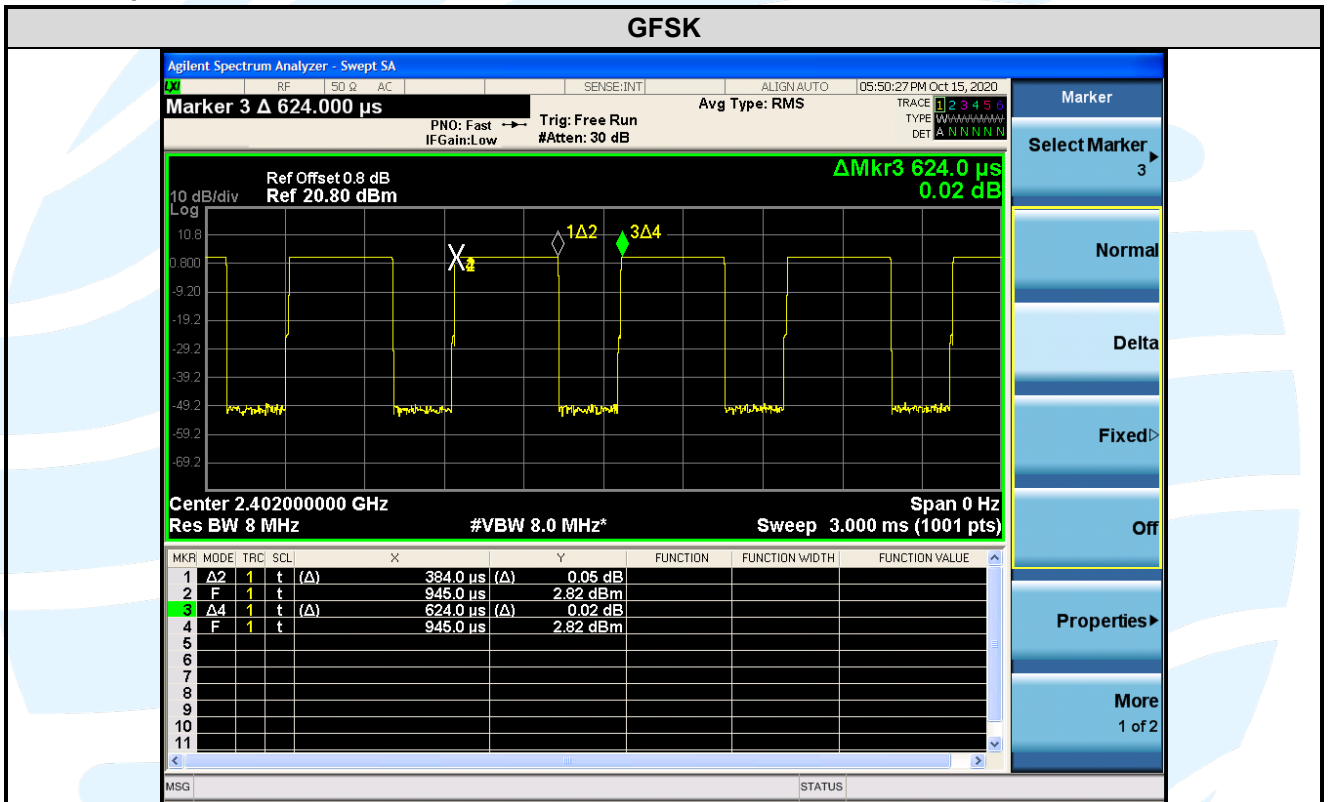 GFSK
Agilent Spectrum Analyzer - Swept SA
LXI RF 50 Ω AC SENSE:INT ALIGN AUTO 05:50:27 PM Oct 15, 2020
Marker 3 Δ 624.000 µs
PNO: Fast
IFGain:Low
Trig: Free Run
#Atten: 30 dB
Avg Type: RMS
TRACE 1 2 3 4 5 6
TYPE
DET A N N N N N
ΔMkr3 624.0 µs
0.02 dB
Ref Offset 0.8 dB
10 dB/div Ref 20.80 dBm
Log
10.8
0.800
-9.20
-19.2
-29.2
-39.2
-49.2
-59.2
-69.2
1Δ2
3Δ4
Center 2.402000000 GHz Span 0 Hz
Res BW 8 MHz #VBW 8.0 MHz* Sweep 3.000 ms (1001 pts)
MKR MODE TRC SCL X Y FUNCTION FUNCTION WIDTH FUNCTION VALUE
1 Δ2 1 t (Δ) 384.0 µs (Δ) 0.05 dB
2 F 1 t 945.0 µs 2.82 dBm
3 Δ4 1 t (Δ) 624.0 µs (Δ) 0.02 dB
4 F 1 t 945.0 µs 2.82 dBm
5
6
7
8
9
10
11
MSG STATUS
Marker
Select Marker
3
Normal
Delta
Fixed
Off
Properties
More
1 of 2